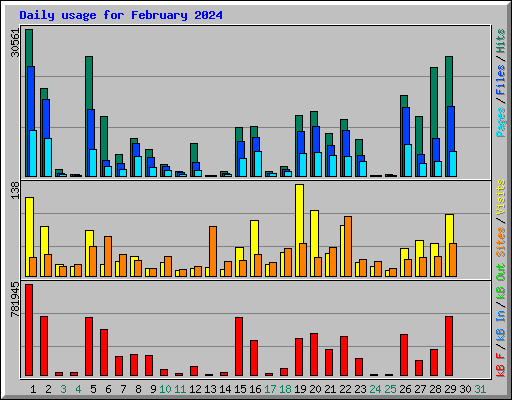 Daily usage for February 2024
30561
Pages / Files / Hits
138
Sites / Visits
781945
kB F / kB In / kB Out
1 2 3 4 5 6 7 8 9 10 11 12 13 14 15 16 17 18 19 20 21 22 23 24 25 26 27 28 29 30 31